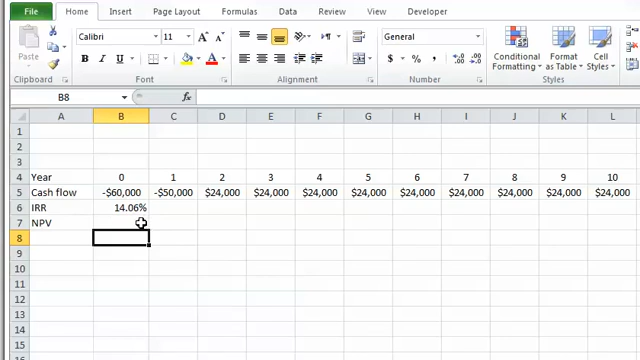 File Home Insert Page Layout Formulas Data Review View Developer
Calibri 11 A A General
Paste B I U A $ % , .00 Conditional Formatting Format as Table Cell Styles
Clipboard Font Alignment Number Styles
B8 fx
A B C D E F G H I J K L
1
2
3
4 Year 0 1 2 3 4 5 6 7 8 9 10
5 Cash flow -$60,000 -$50,000 $24,000 $24,000 $24,000 $24,000 $24,000 $24,000 $24,000 $24,000 $24,000
6 IRR 14.06%
7 NPV
8
9
10
11
12
13
14
15